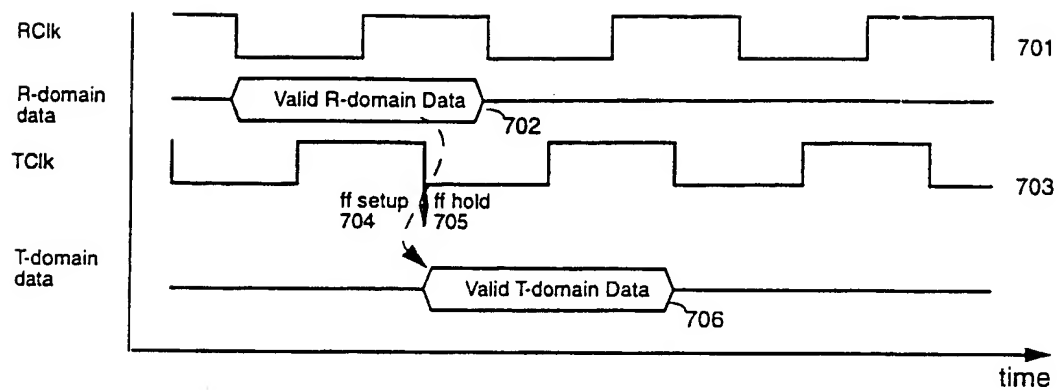 RClk
701
R-domain
data
Valid R-domain Data
702
TClk
703
ff setup
704
ff hold
705
T-domain
data
Valid T-domain Data
706
time